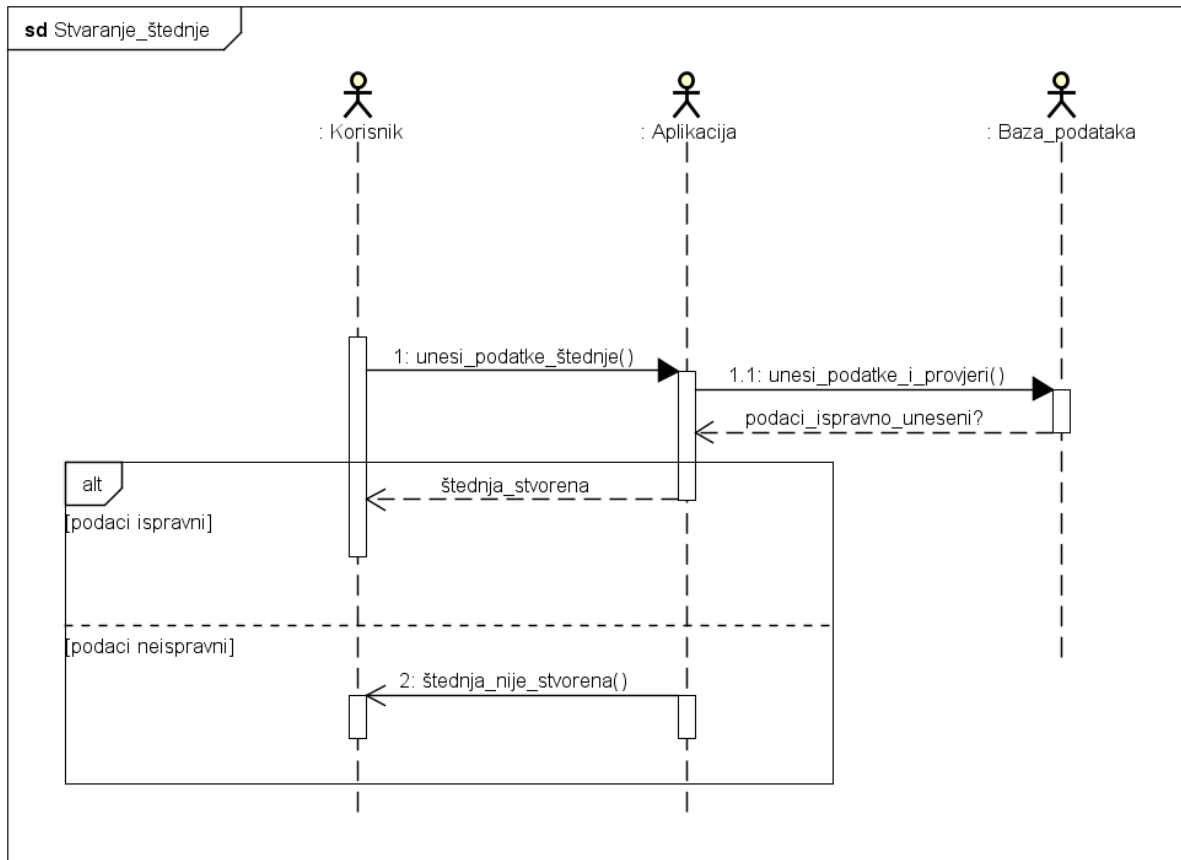 sd Stvaranje_štednje
: Korisnik
: Aplikacija
: Baza_podataka
1: unesi_podatke_štednje()
1.1: unesi_podatke_i_provjeri()
podaci_ispravno_uneseni?
alt
štednja_stvorena
[podaci ispravni]
[podaci neispravni]
2: štednja_nije_stvorena()